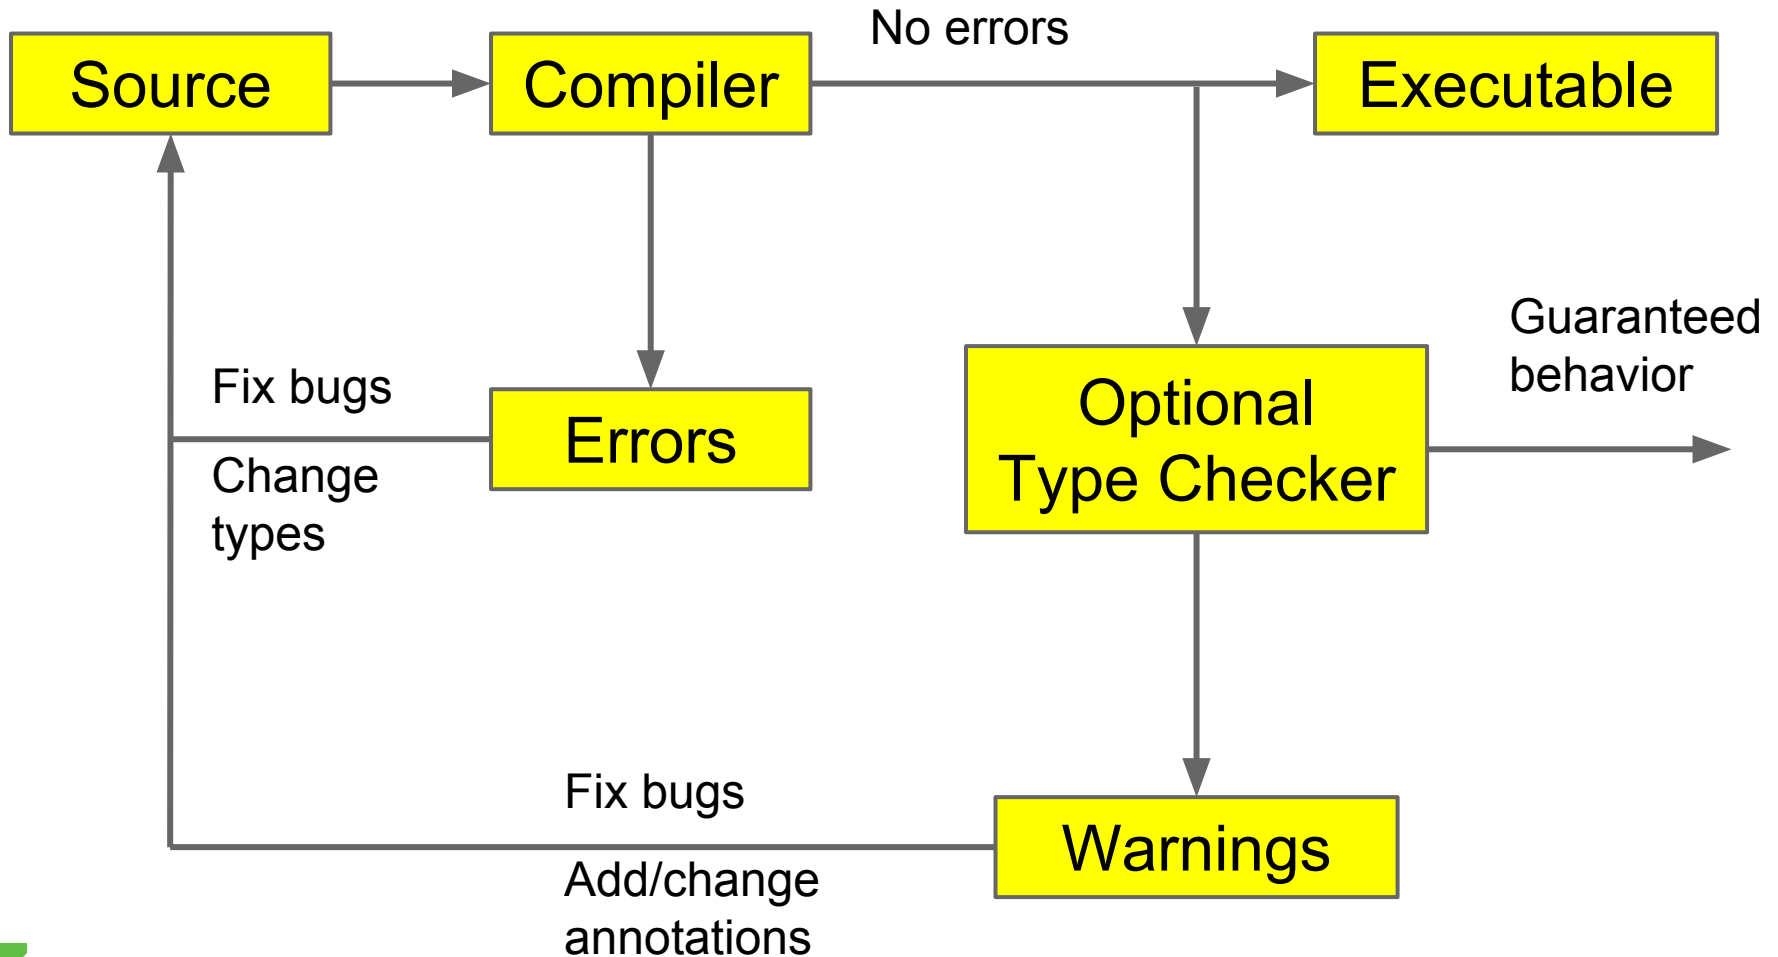 No errors
Source
Compiler
Executable
Guaranteed
behavior
Fix bugs
Optional
Type Checker
Errors
Change
types
Fix bugs
Warnings
Add/change
annotations